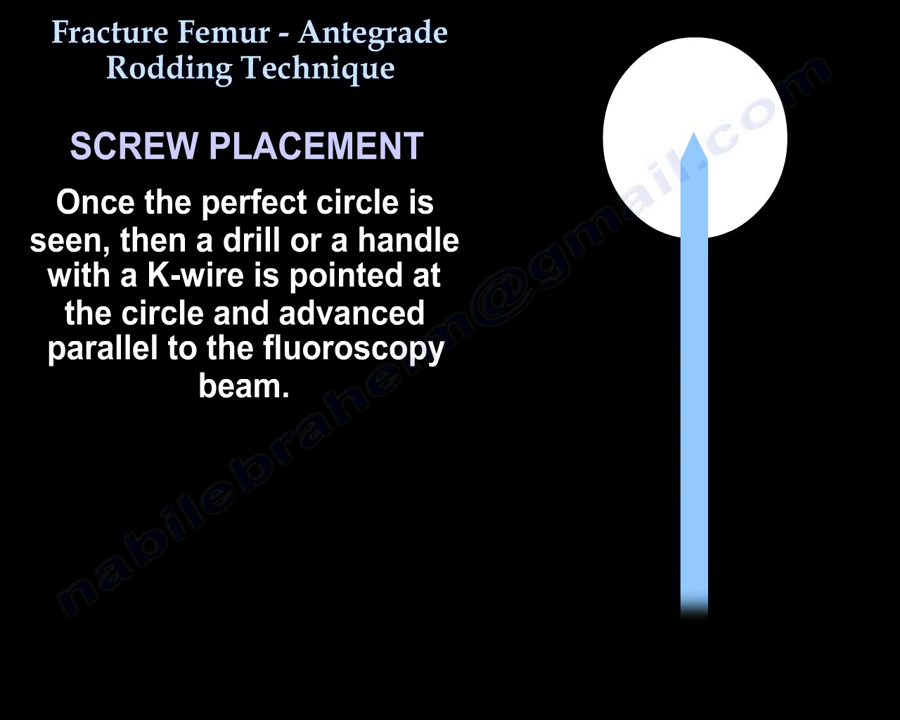 Fracture Femur - Antegrade
Rodding Technique
SCREW PLACEMENT
Once the perfect circle is
seen, then a drill or a handle
with a K-wire is pointed at
the circle and advanced
parallel to the fluoroscopy
beam.
nabilebraheim@gmail.com